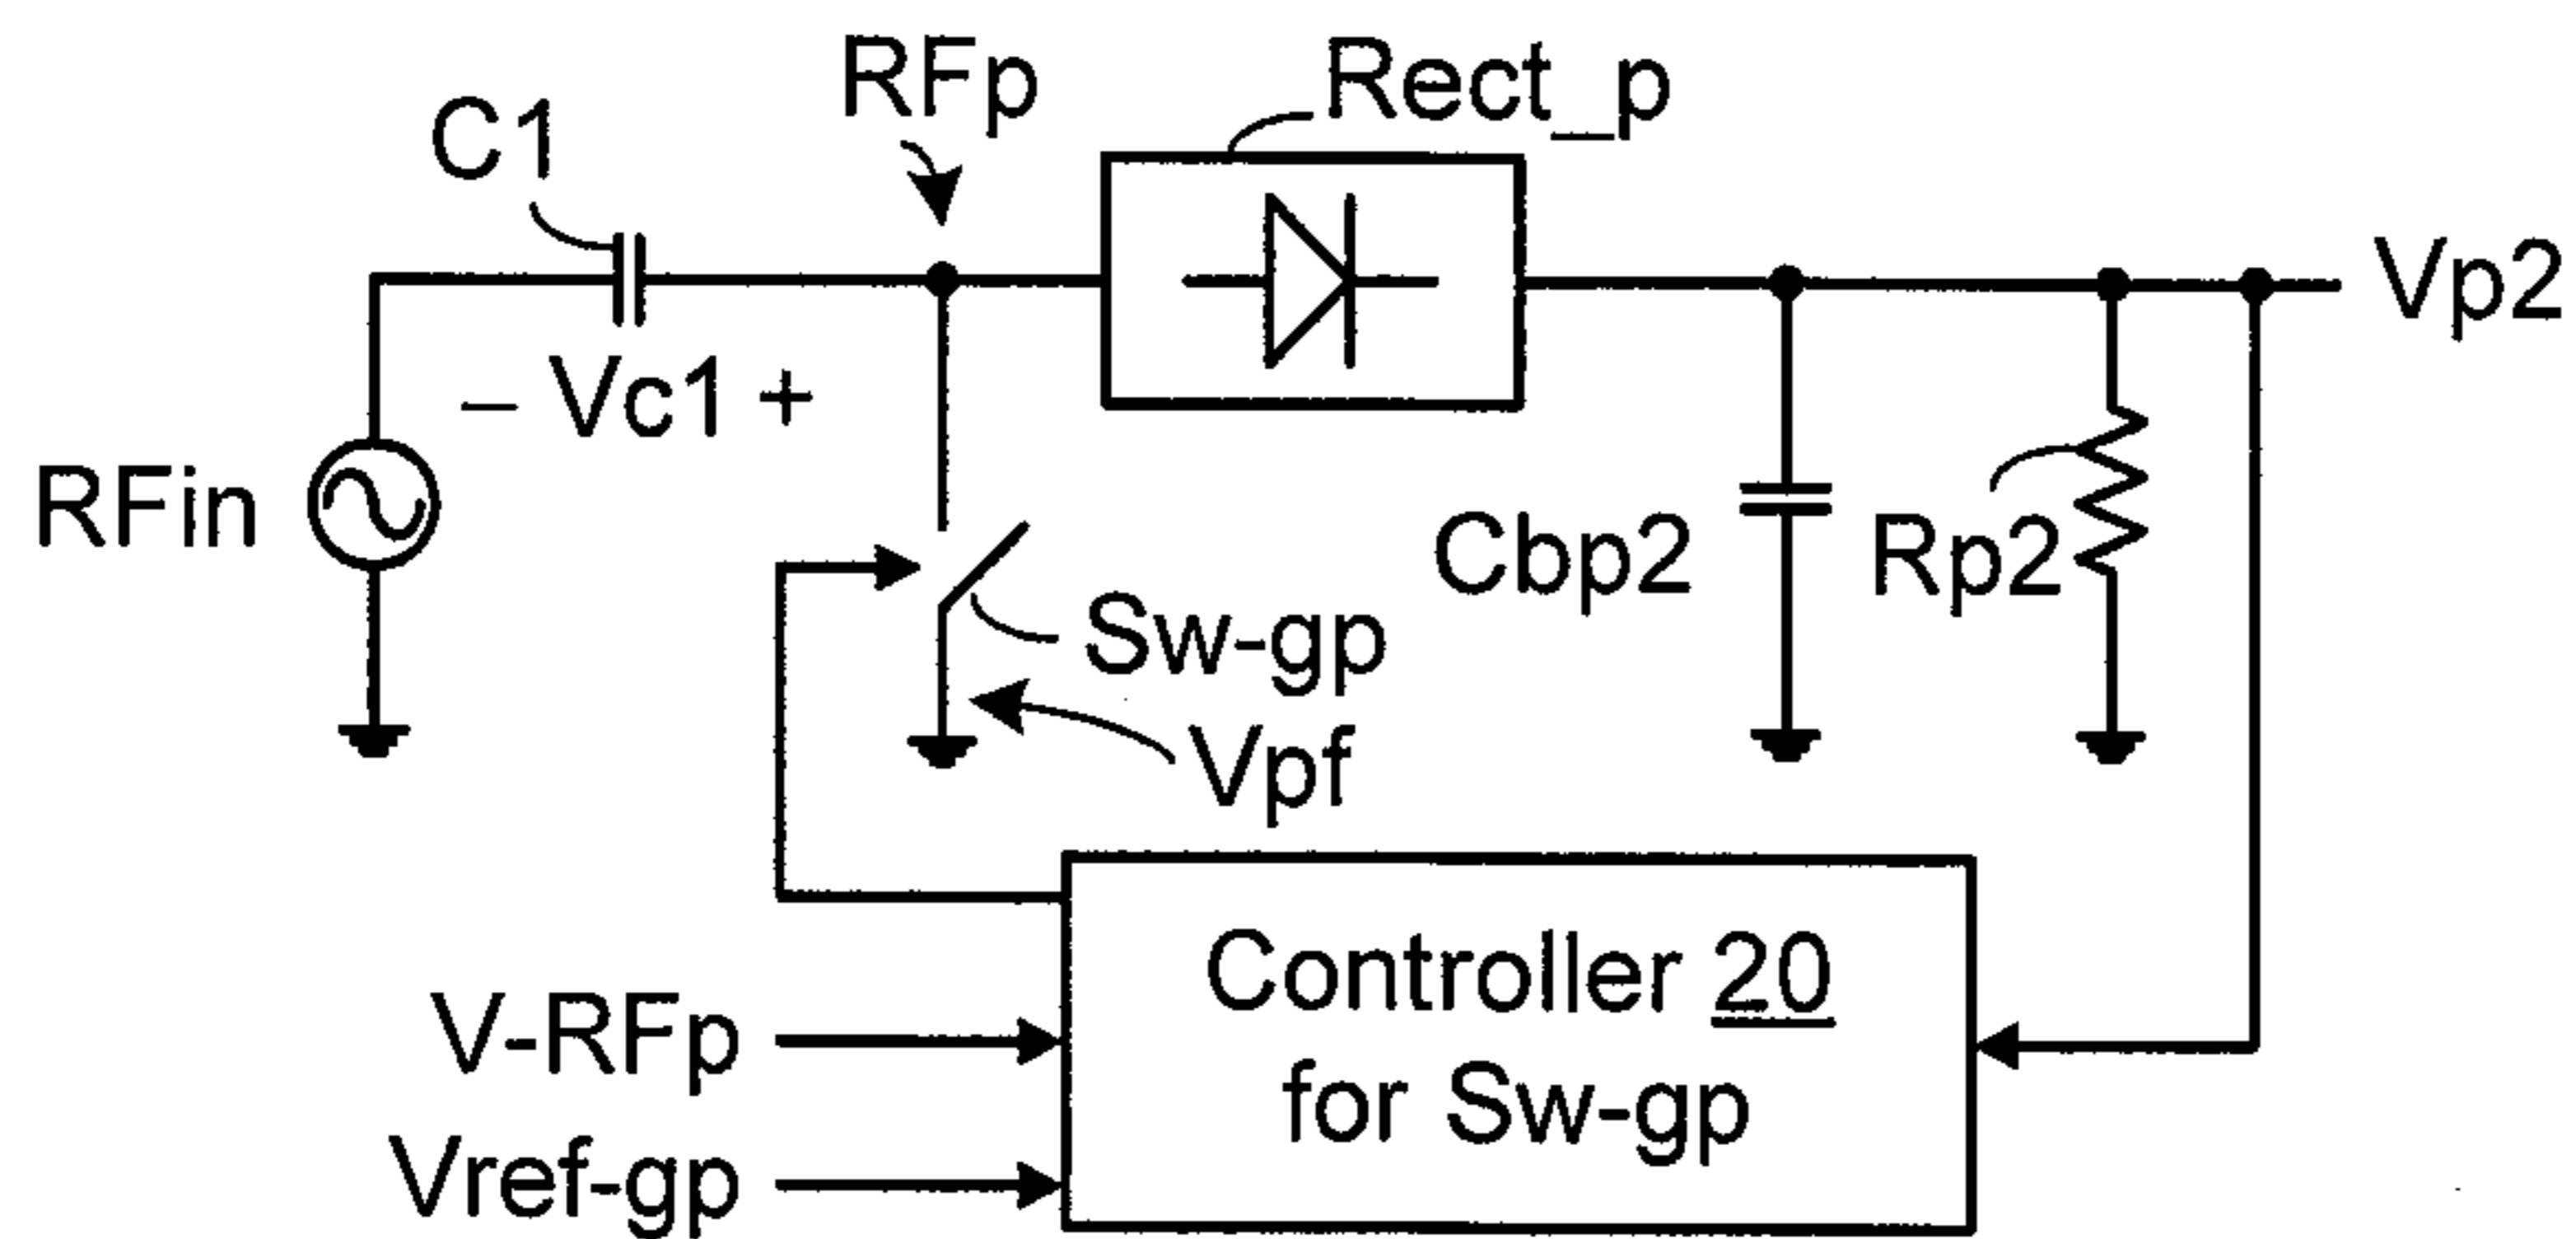 RFp
Rect_p
C1
Vp2
– Vc1 +
RFin
Cbp2
Rp2
Sw-gp
Vpf
Controller 20
for Sw-gp
V-RFp
Vref-gp